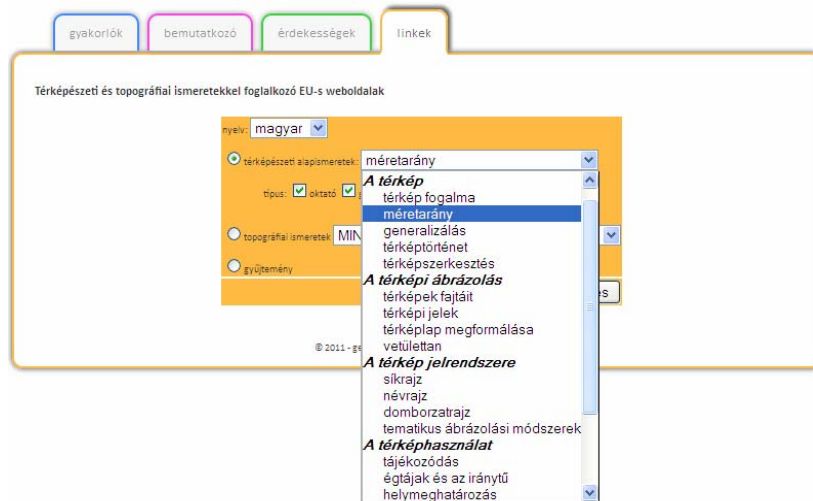 gyakorlók bemutatkozó érdekességek linkek
Térképészeti és topográfiai ismeretekkel foglalkozó EU-s weboldalak
nyelv: magyar
térképészeti alapismeretek: méretarány
típus: oktató
topográfiai ismeretek MIN
gyűjtemény
© 2011 - ge
A térkép
térkép fogalma
méretarány
generalizálás
térképtörténet
térképszerkesztés
A térképi ábrázolás
térképek fajtáit
térképi jelek
térképlap megformálása
vetülettan
A térkép jelrendszere
síkrajz
névrajz
domborzatrajz
tematikus ábrázolási módszerek
A térképhasználat
tájékozódás
égtájak és az iránytű
helymeghatározás